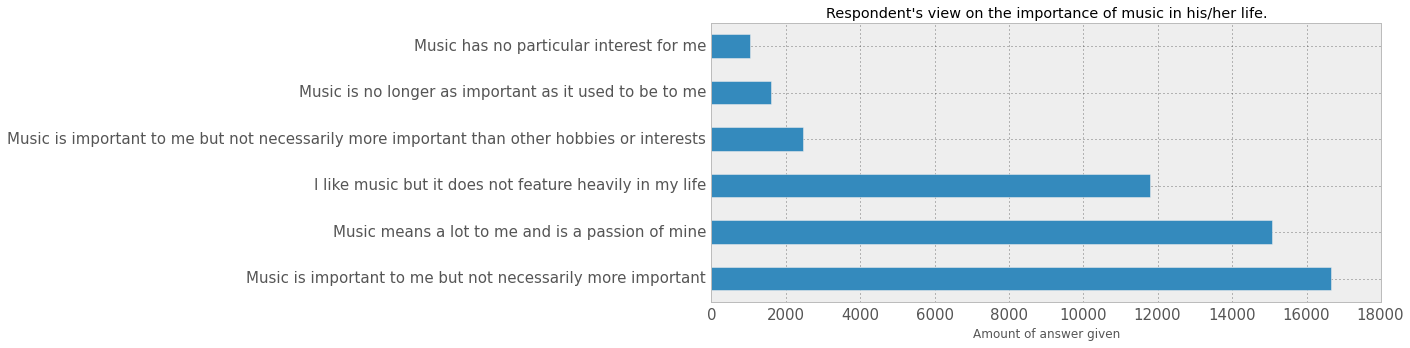 Respondent's view on the importance of music in his/her life.
Music has no particular interest for me
Music is no longer as important as it used to be to me
Music is important to me but not necessarily more important than other hobbies or interests
I like music but it does not feature heavily in my life
Music means a lot to me and is a passion of mine
Music is important to me but not necessarily more important
0 2000 4000 6000 8000 10000 12000 14000 16000 18000
Amount of answer given